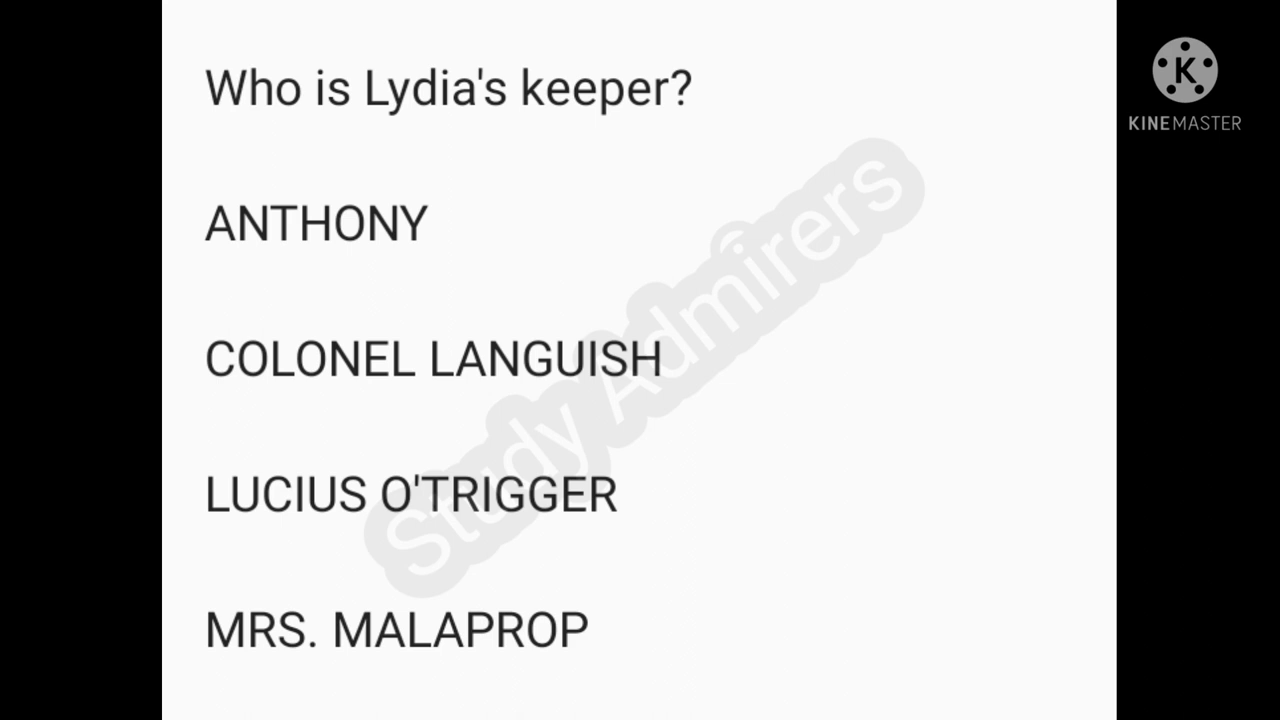 Who is Lydia's keeper?
ANTHONY
COLONEL LANGUISH
LUCIUS O'TRIGGER
MRS. MALAPROP
Study Admirers
K
KINEMASTER